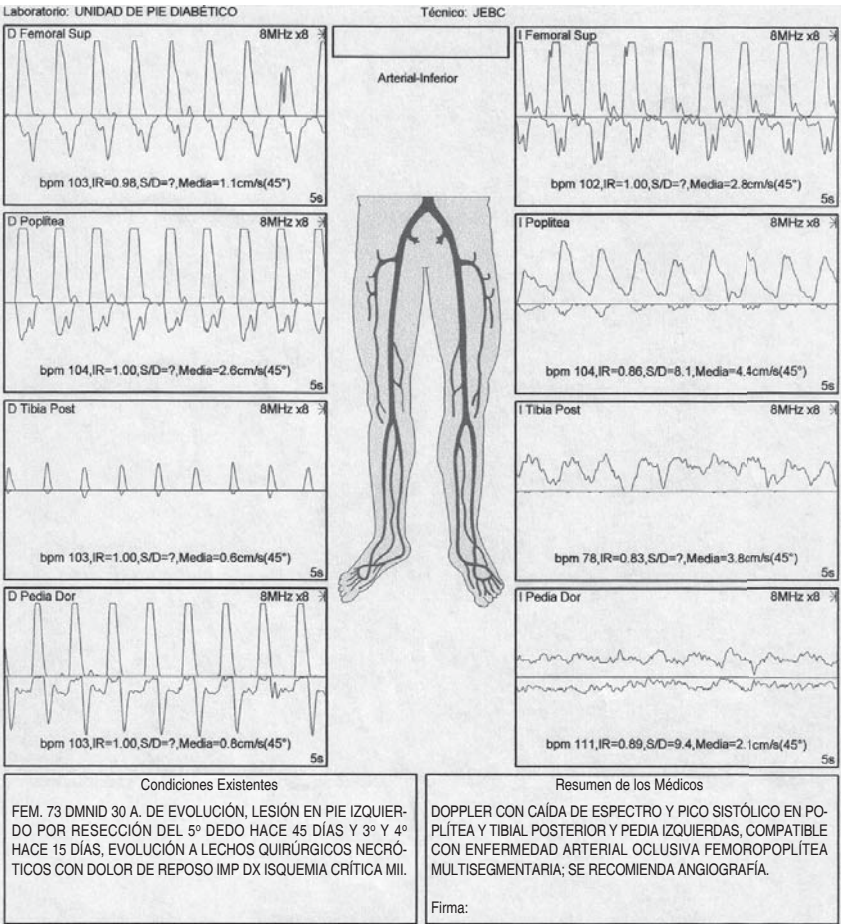 Laboratorio: UNIDAD DE PIE DIABÉTICO
Técnico: JEBC
D Femoral Sup 8MHz x8
bpm 103,IR=0.98,S/D=?,Media=1.1cm/s(45°)
5s
D Poplítea 8MHz x8
bpm 104,IR=1.00,S/D=?,Media=2.6cm/s(45°)
5s
D Tibia Post 8MHz x8
bpm 103,IR=1.00,S/D=?,Media=0.6cm/s(45°)
5s
D Pedia Dor 8MHz x8
bpm 103,IR=1.00,S/D=?,Media=0.8cm/s(45°)
5s
Arterial-Inferior
I Femoral Sup 8MHz x8
bpm 102,IR=1.00,S/D=?,Media=2.8cm/s(45°)
5s
I Poplítea 8MHz x8
bpm 104,IR=0.86,S/D=8.1,Media=4.4cm/s(45°)
5s
I Tibia Post 8MHz x8
bpm 78,IR=0.83,S/D=?,Media=3.8cm/s(45°)
5s
I Pedia Dor 8MHz x8
bpm 111,IR=0.89,S/D=9.4,Media=2.1cm/s(45°)
5s
Condiciones Existentes
FEM. 73 DMNID 30 A. DE EVOLUCIÓN, LESIÓN EN PIE IZQUIER-
DO POR RESECCIÓN DEL 5º DEDO HACE 45 DÍAS Y 3º Y 4º
HACE 15 DÍAS, EVOLUCIÓN A LECHOS QUIRÚRGICOS NECRÓ-
TICOS CON DOLOR DE REPOSO IMP DX ISQUEMIA CRÍTICA MII.
Resumen de los Médicos
DOPPLER CON CAÍDA DE ESPECTRO Y PICO SISTÓLICO EN PO-
PLÍTEA Y TIBIAL POSTERIOR Y PEDIA IZQUIERDAS, COMPATIBLE
CON ENFERMEDAD ARTERIAL OCLUSIVA FEMOROPOPLÍTEA
MULTISEGMENTARIA; SE RECOMIENDA ANGIOGRAFÍA.
Firma: